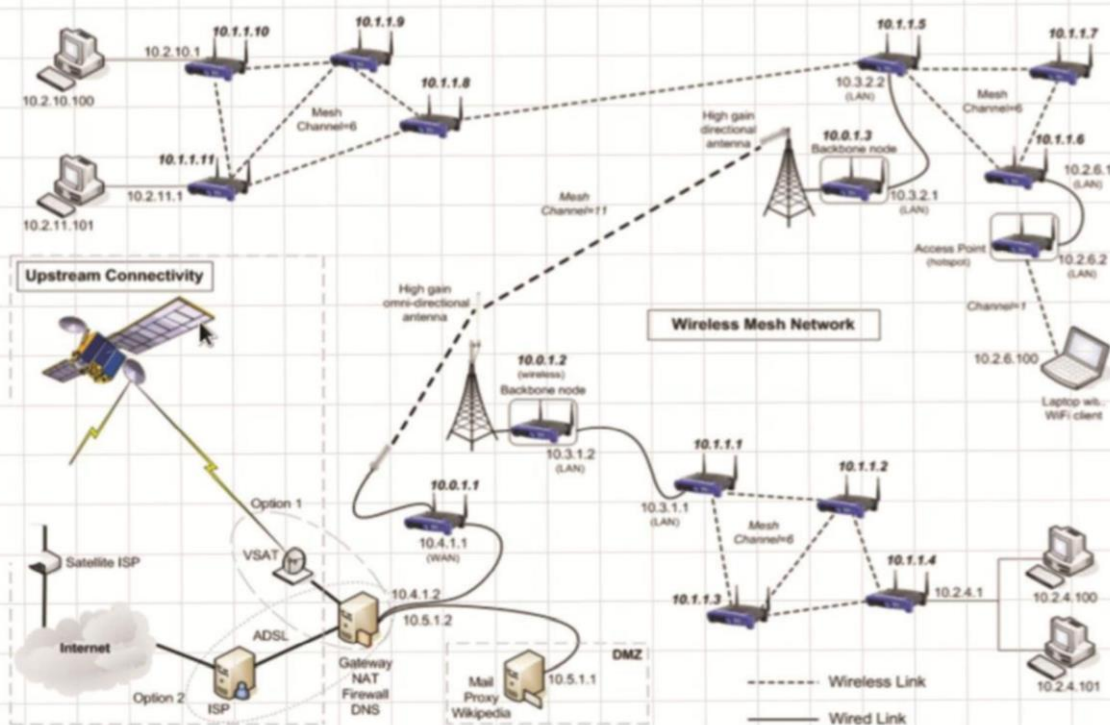 10.1.1.10
10.1.1.9
10.2.10.1
10.1.1.8
10.2.10.100
Mesh
Channel=6
10.1.1.11
10.2.11.1
10.2.11.101
10.1.1.5
10.1.1.7
10.3.2.2
(LAN)
Mesh
Channel=6
High gain
directional
antenna
10.0.1.3
Backbone node
10.1.1.6
10.2.6.1
(LAN)
10.3.2.1
(LAN)
Mesh
Channel=11
Access Point
(hotspot)
10.2.6.2
(LAN)
Channel=1
10.2.6.100
Laptop
WiFi client
Upstream Connectivity
High gain
omni-directional
antenna
Wireless Mesh Network
10.0.1.2
(wireless)
Backbone node
10.3.1.2
(LAN)
10.1.1.1
10.1.1.2
10.3.1.1
(LAN)
Mesh
Channel=6
10.1.1.3
10.1.1.4
10.2.4.1
10.2.4.100
10.2.4.101
10.0.1.1
10.4.1.1
(WAN)
Option 1
VSAT
Satellite ISP
10.4.1.2
10.5.1.2
Internet
ADSL
Option 2
ISP
Gateway
NAT
Firewall
DNS
DMZ
Mail
Proxy
Wikipedia
10.5.1.1
Wireless Link
Wired Link